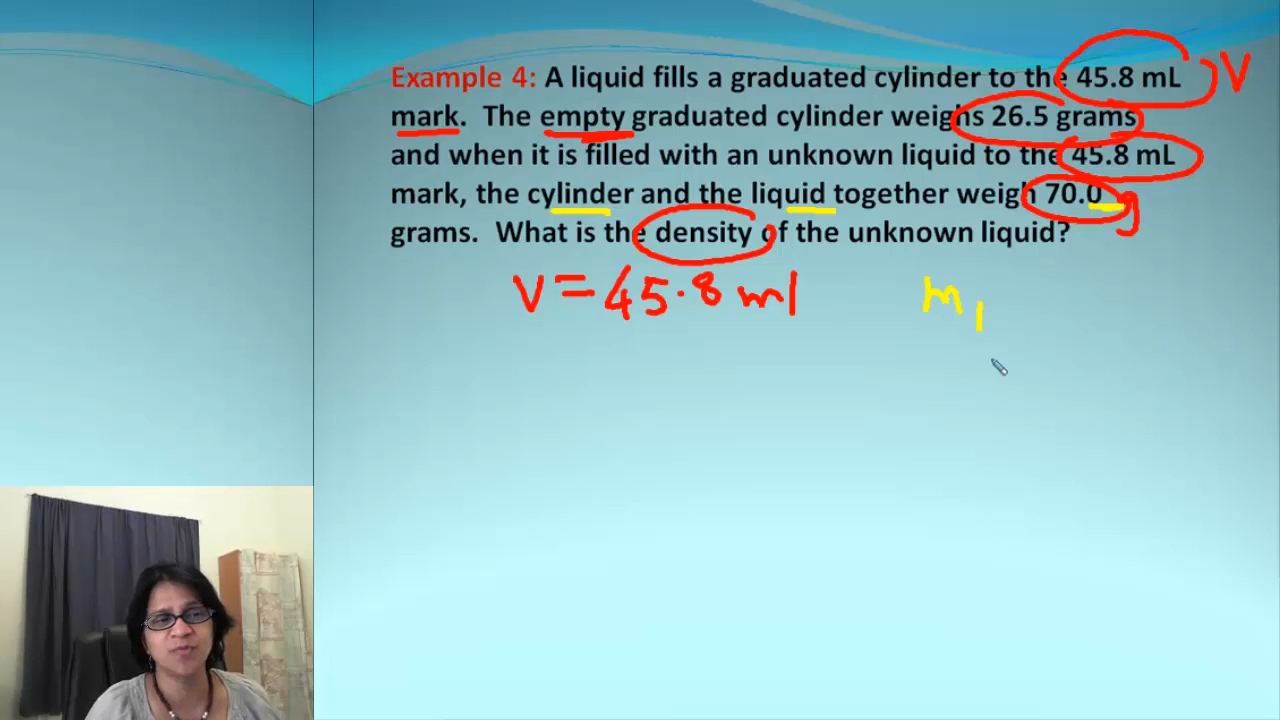 Example 4: A liquid fills a graduated cylinder to the 45.8 mL
V
mark. The empty graduated cylinder weighs 26.5 grams
and when it is filled with an unknown liquid to the 45.8 mL
mark, the cylinder and the liquid together weigh 70.0
g
grams. What is the density of the unknown liquid?
V = 45.8 ml
m1